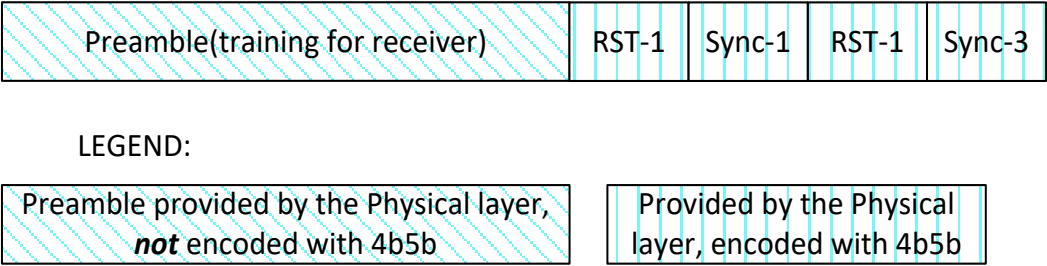 Preamble(training for receiver) RST-1 Sync-1 RST-1 Sync-3
LEGEND:
Preamble provided by the Physical layer,
not encoded with 4b5b
Provided by the Physical
layer, encoded with 4b5b